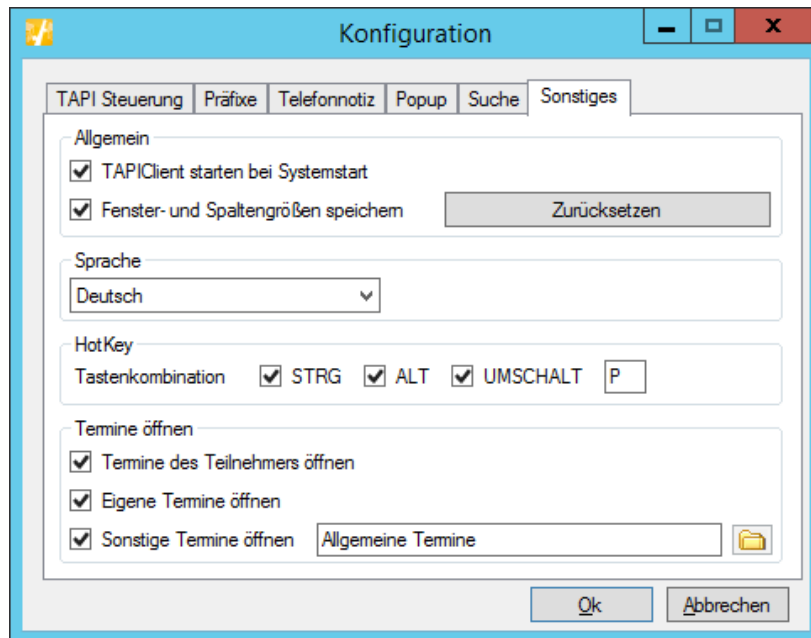 Konfiguration
TAPI Steuerung Präfixe Telefonnotiz Popup Suche Sonstiges
Allgemein
TAPIClient starten bei Systemstart
Fenster- und Spaltengrößen speichern Zurücksetzen
Sprache
Deutsch
HotKey
Tastenkombination STRG ALT UMSCHALT P
Termine öffnen
Termine des Teilnehmers öffnen
Eigene Termine öffnen
Sonstige Termine öffnen Allgemeine Termine
Ok Abbrechen